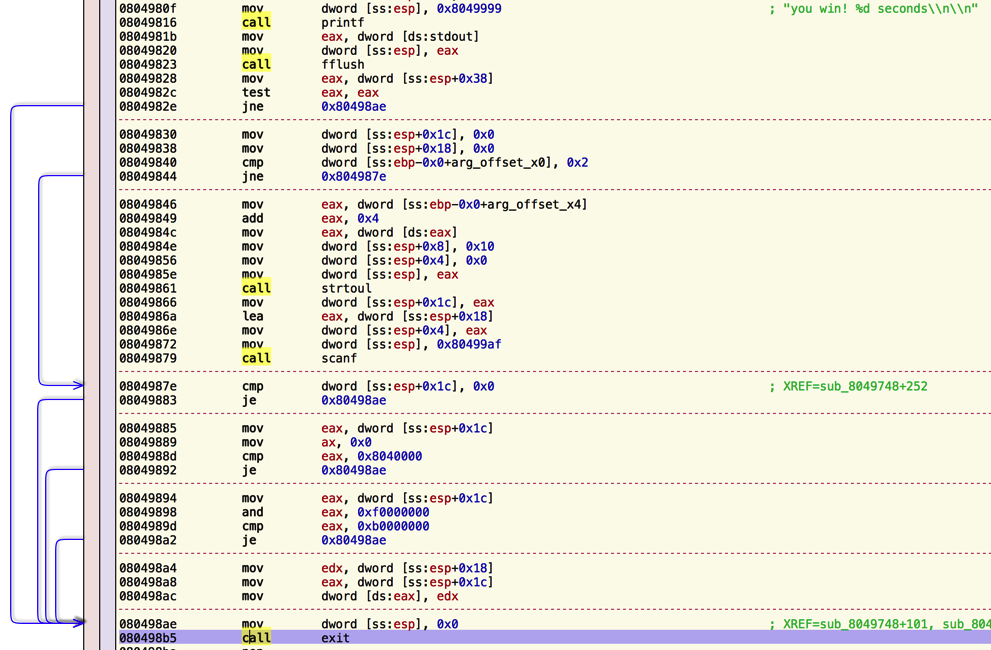 0804980f mov dword [ss:esp], 0x8049999 ; "you win! %d seconds\\n\\n"
08049816 call printf
0804981b mov eax, dword [ds:stdout]
08049820 mov dword [ss:esp], eax
08049823 call fflush
08049828 mov eax, dword [ss:esp+0x38]
0804982c test eax, eax
0804982e jne 0x80498ae
08049830 mov dword [ss:esp+0x1c], 0x0
08049838 mov dword [ss:esp+0x18], 0x0
08049840 cmp dword [ss:ebp-0x0+arg_offset_x0], 0x2
08049844 jne 0x804987e
08049846 mov eax, dword [ss:ebp-0x0+arg_offset_x4]
08049849 add eax, 0x4
0804984c mov eax, dword [ds:eax]
0804984e mov dword [ss:esp+0x8], 0x10
08049856 mov dword [ss:esp+0x4], 0x0
0804985e mov dword [ss:esp], eax
08049861 call strtoul
08049866 mov dword [ss:esp+0x1c], eax
0804986a lea eax, dword [ss:esp+0x18]
0804986e mov dword [ss:esp+0x4], eax
08049872 mov dword [ss:esp], 0x80499af
08049879 call scanf
0804987e cmp dword [ss:esp+0x1c], 0x0 ; XREF=sub_8049748+252
08049883 je 0x80498ae
08049885 mov eax, dword [ss:esp+0x1c]
08049889 mov ax, 0x0
0804988d cmp eax, 0x8040000
08049892 je 0x80498ae
08049894 mov eax, dword [ss:esp+0x1c]
08049898 and eax, 0xf0000000
0804989d cmp eax, 0xb0000000
080498a2 je 0x80498ae
080498a4 mov edx, dword [ss:esp+0x18]
080498a8 mov eax, dword [ss:esp+0x1c]
080498ac mov dword [ds:eax], edx
080498ae mov dword [ss:esp], 0x0 ; XREF=sub_8049748+101, sub_804
080498b5 call exit